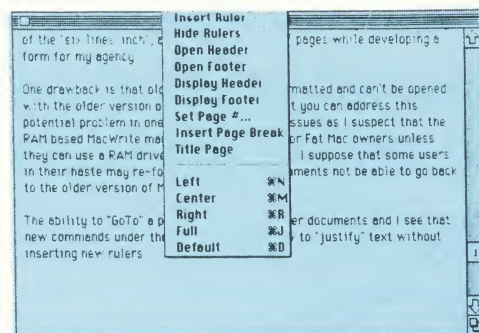 Insert Ruler
Hide Rulers
Open Header
Open Footer
Display Header
Display Footer
Set Page #...
Insert Page Break
Title Page
Left ⌘N
Center ⌘M
Right ⌘R
Full ⌘J
Default ⌘D
of the "six lines inch", a pages while developing a
form for my agency
One drawback is that old matted and can't be opened
with the older version o t you can address this
potential problem in one ssues as I suspect that the
RAM based MacWrite ma or Fat Mac owners unless
they can use a RAM drive I suppose that some users
in their haste may re-fo uments not be able to go back
to the older version of M
The ability to "GoTo" a p er documents and I see that
new commands under the to "justify" text without
inserting new rulers